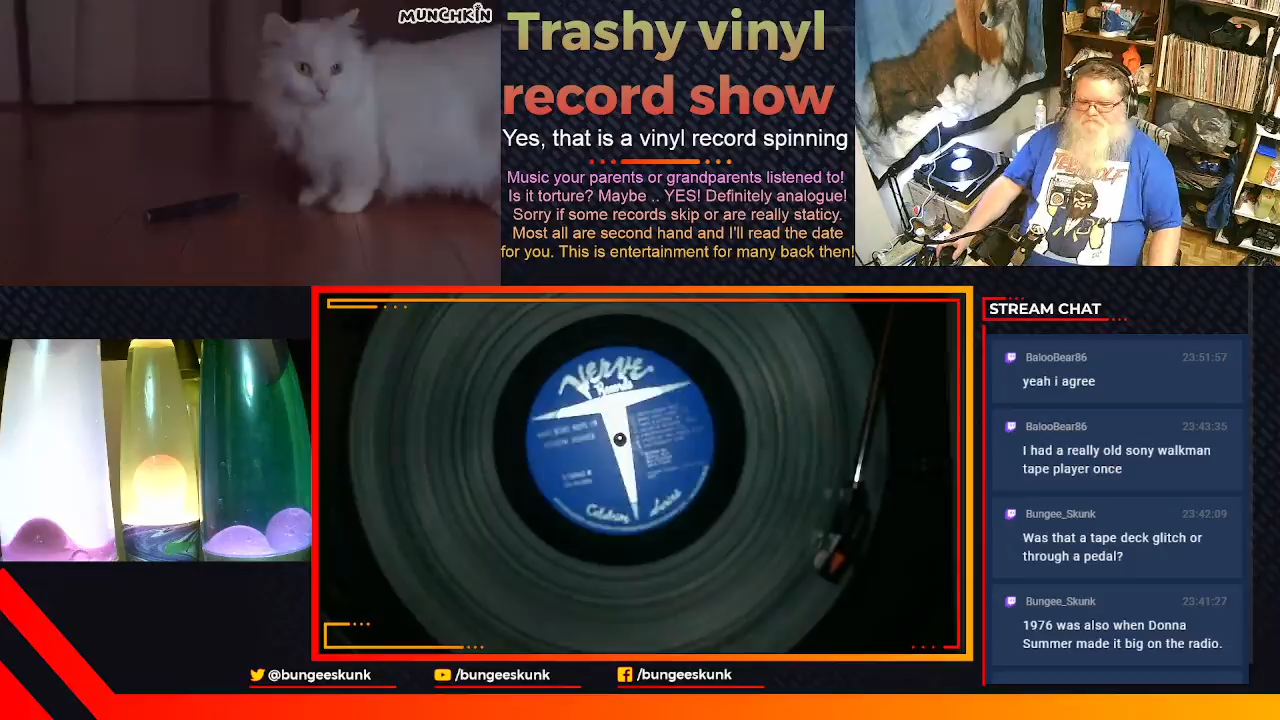 MUNCHKIN
Trashy vinyl
record show
Yes, that is a vinyl record spinning
Music your parents or grandparents listened to!
Is it torture? Maybe .. YES! Definitely analogue!
Sorry if some records skip or are really staticy.
Most all are second hand and I'll read the date
for you. This is entertainment for many back then!
TEENWOLF
Verve
Records
Celebrity Series
STREAM CHAT
BalooBear86 23:51:57
yeah i agree
BalooBear86 23:43:35
I had a really old sony walkman
tape player once
Bungee_Skunk 23:42:09
Was that a tape deck glitch or
through a pedal?
Bungee_Skunk 23:41:27
1976 was also when Donna
Summer made it big on the radio.
@bungeeskunk
/bungeeskunk
/bungeeskunk